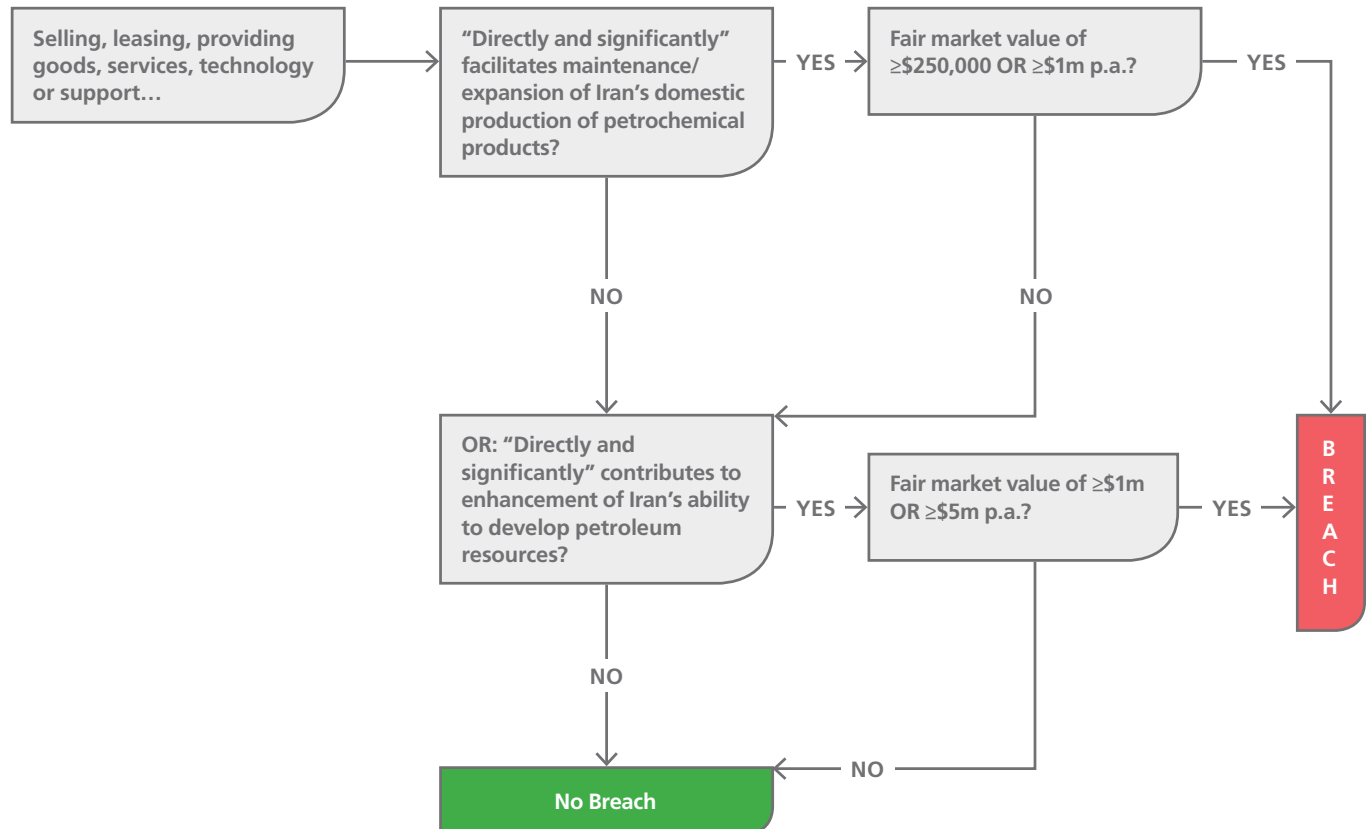 Selling, leasing, providing
goods, services, technology
or support…
“Directly and significantly”
facilitates maintenance/
expansion of Iran’s domestic
production of petrochemical
products?
YES
Fair market value of
≥$250,000 OR ≥$1m p.a.?
YES
NO
NO
OR: “Directly and
significantly” contributes to
enhancement of Iran’s ability
to develop petroleum
resources?
YES
Fair market value of ≥$1m
OR ≥$5m p.a.?
YES
B
R
E
A
C
H
NO
NO
No Breach